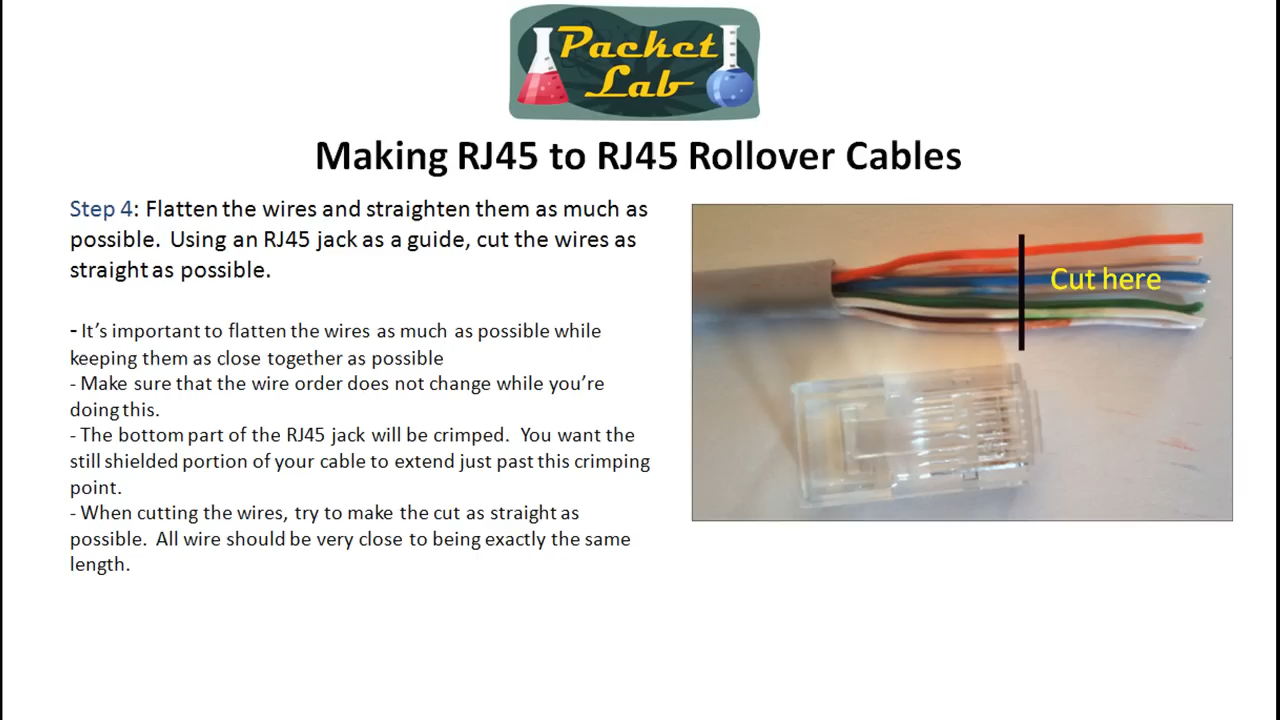 Packet
Lab
Making RJ45 to RJ45 Rollover Cables
Step 4: Flatten the wires and straighten them as much as
possible. Using an RJ45 jack as a guide, cut the wires as
straight as possible.
- It’s important to flatten the wires as much as possible while
keeping them as close together as possible
- Make sure that the wire order does not change while you’re
doing this.
- The bottom part of the RJ45 jack will be crimped. You want the
still shielded portion of your cable to extend just past this crimping
point.
- When cutting the wires, try to make the cut as straight as
possible. All wire should be very close to being exactly the same
length.
Cut here